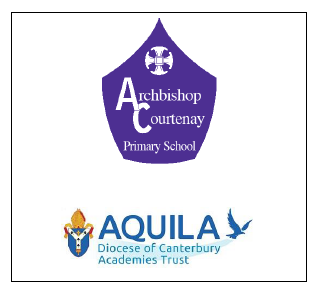 Archbishop
Courtenay
Primary School
AQUILA
Diocese of Canterbury
Academies Trust